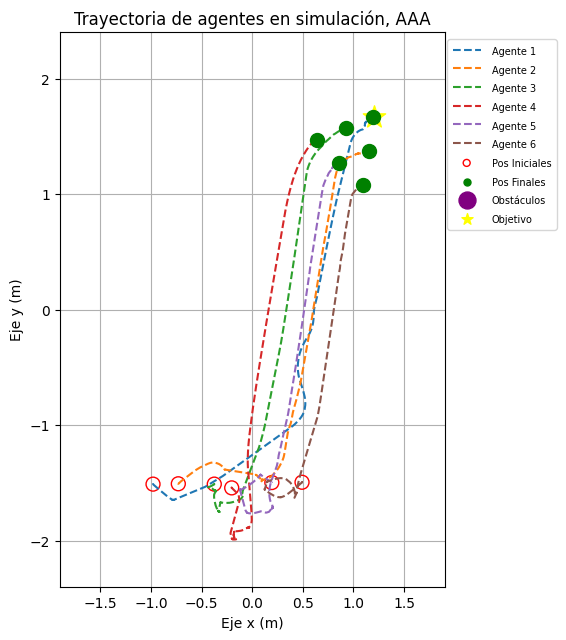 Trayectoria de agentes en simulación, AAA
Agente 1
Agente 2
Agente 3
Agente 4
Agente 5
Agente 6
Pos Iniciales
Pos Finales
Obstáculos
Objetivo
Eje y (m)
2
1
0
−1
−2
−1.5
−1.0
−0.5
0.0
0.5
1.0
1.5
Eje x (m)